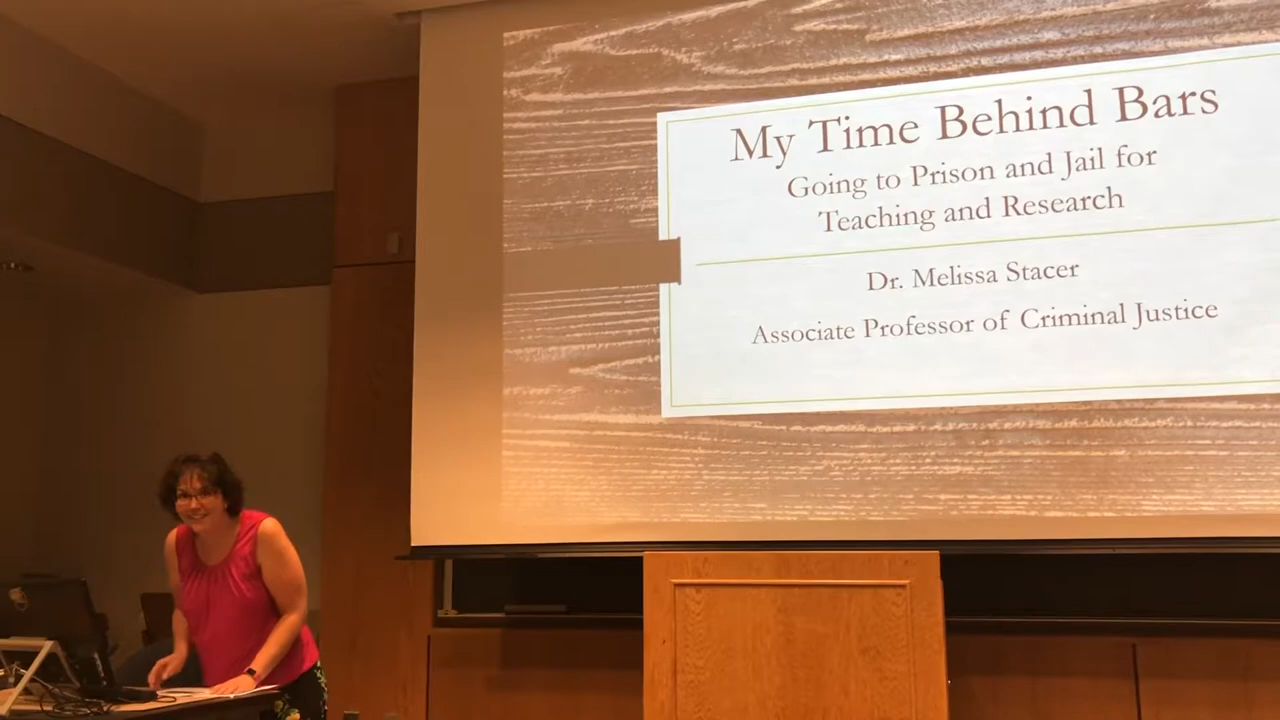 My Time Behind Bars
Going to Prison and Jail for
Teaching and Research
Dr. Melissa Stacer
Associate Professor of Criminal Justice